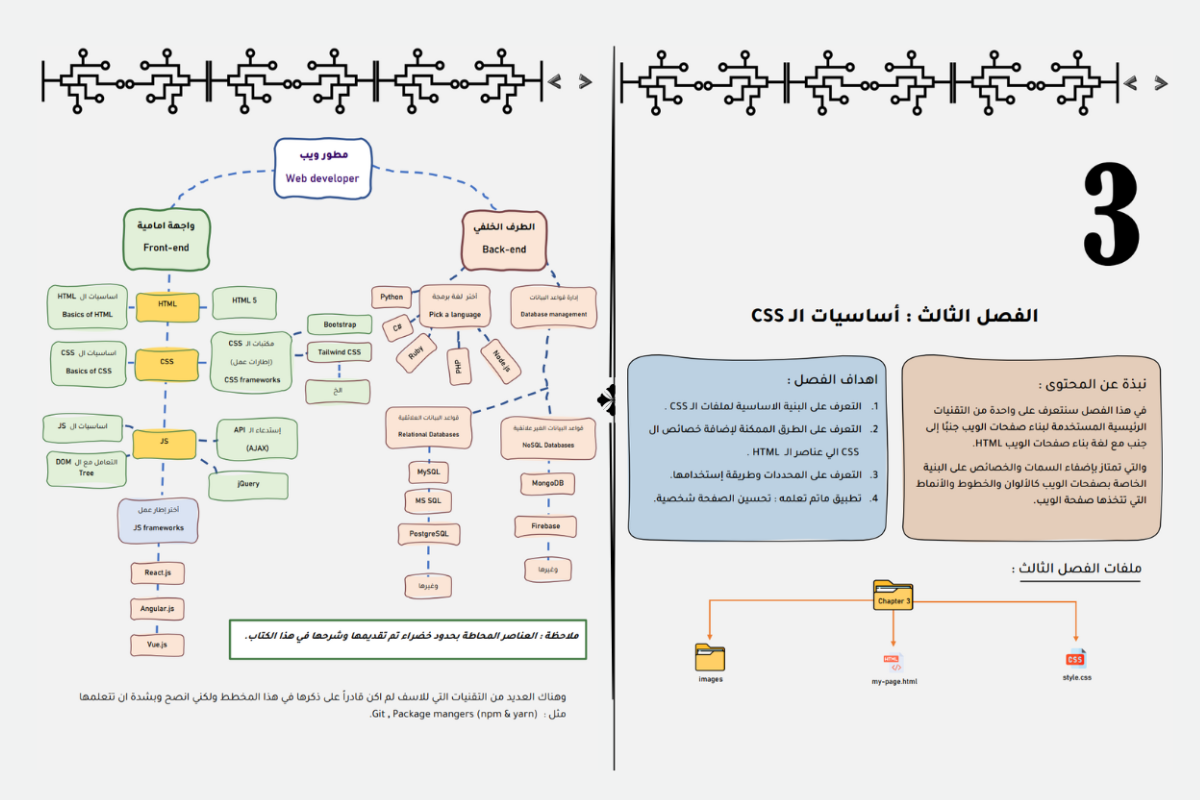 3
الفصل الثالث : أساسيات الـ CSS
نبذة عن المحتوى :
في هذا الفصل سنتعرف على واحدة من التقنيات
الرئيسية المستخدمة لبناء صفحات الويب جنبًا إلى
جنب مع لغة بناء صفحات الويب HTML.
والتي تمتاز بإضفاء السمات والخصائص على البنية
الخاصة بصفحات الويب كالألوان والخطوط والأنماط
التي تتخذها صفحة الويب.
اهداف الفصل :
1. التعرف على البنية الاساسية لملفات الـ CSS .
2. التعرف على الطرق الممكنة لإضافة خصائص ال
CSS الي عناصر الـ HTML .
3. التعرف على المحددات وطريقة إستخدامها.
4. تطبيق ماتم تعلمه : تحسين الصفحة شخصية.
ملفات الفصل الثالث :
Chapter 3
images
HTML
my-page.html
CSS
style.css
مطور ويب
Web developer
واجهة امامية
Front-end
الطرف الخلفي
Back-end
اساسيات ال HTML
Basics of HTML
HTML
HTML 5
اساسيات ال CSS
Basics of CSS
CSS
مكتبات الـ CSS
(إطارات عمل)
CSS frameworks
Bootstrap
Tailwind CSS
الخ
اساسيات ال JS
التعامل مع ال DOM
Tree
JS
إستدعاء ال API
(AJAX)
jQuery
أختر إطار عمل
JS frameworks
React.js
Angular.js
Vue.js
أختر لغة برمجة
Pick a language
Python
C#
Ruby
PHP
Node.js
إدارة قواعد البيانات
Database management
قواعد البيانات العلائقية
Relational Databases
MySQL
MS SQL
PostgreSQL
وغيرها
قواعد البيانات الغير علائقية
NoSQL Databases
MongoDB
Firebase
وغيرها
ملاحظة : العناصر المحاطة بحدود خضراء تم تقديمها وشرحها في هذا الكتاب.
وهناك العديد من التقنيات التي للاسف لم اكن قادراً على ذكرها في هذا المخطط ولكني انصح وبشدة ان تتعلمها
مثل : Git , Package mangers (npm & yarn).